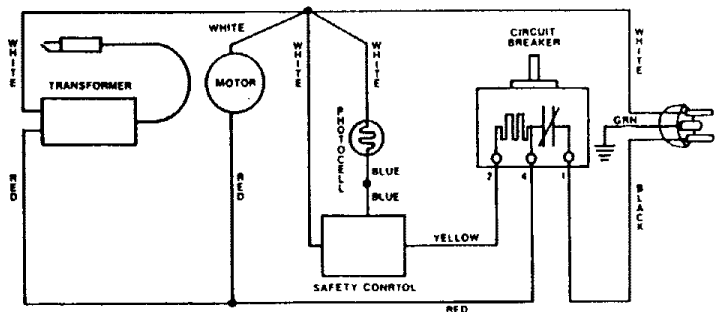 WHITE
CIRCUIT
BREAKER
WHITE
WHITE
WHITE
WHITE
TRANSFORMER
MOTOR
PHOTOCELL
GRN
BLUE
BLUE
2
4
1
RED
RED
BLACK
YELLOW
SAFETY CONRTOL
RED